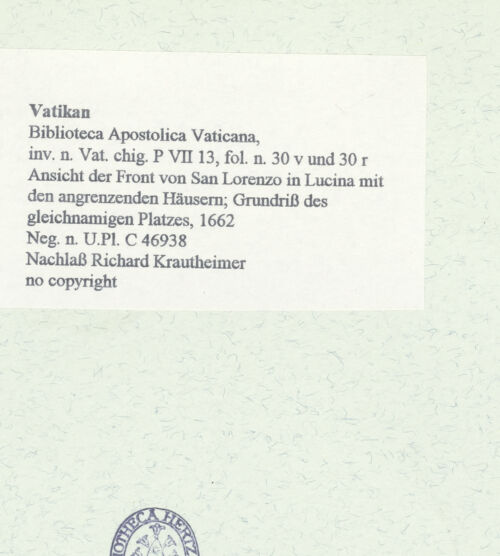 Vatikan
Biblioteca Apostolica Vaticana,
inv. n. Vat. chig. P VII 13, fol. n. 30 v und 30 r
Ansicht der Front von San Lorenzo in Lucina mit
den angrenzenden Häusern; Grundriß des
gleichnamigen Platzes, 1662
Neg. n. U.Pl. C 46938
Nachlaß Richard Krautheimer
no copyright